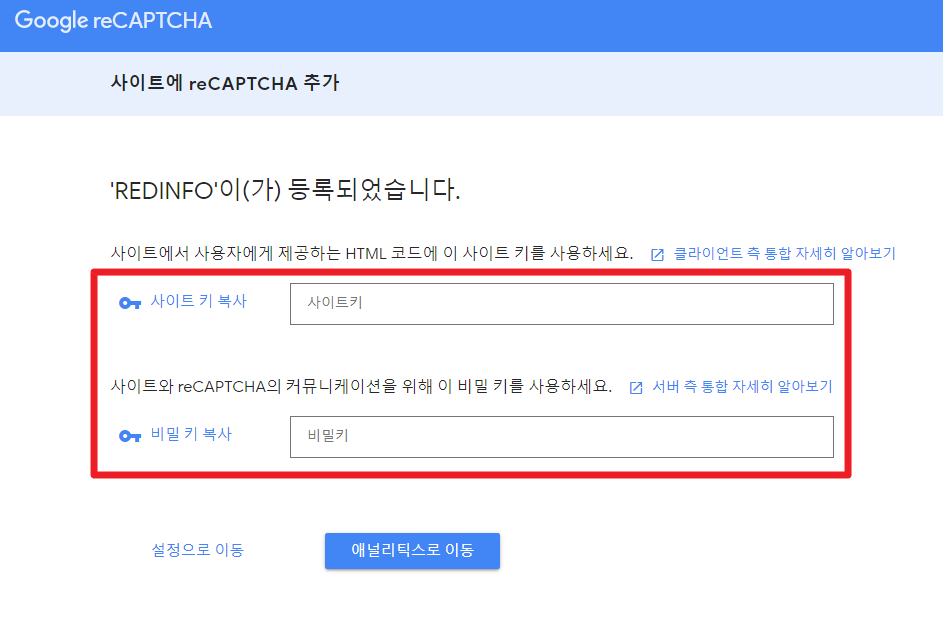 Google reCAPTCHA
사이트에 reCAPTCHA 추가
'REDINFO'이(가) 등록되었습니다.
사이트에서 사용자에게 제공하는 HTML 코드에 이 사이트 키를 사용하세요. 클라이언트 측 통합 자세히 알아보기
사이트 키 복사 사이트키
사이트와 reCAPTCHA의 커뮤니케이션을 위해 이 비밀 키를 사용하세요. 서버 측 통합 자세히 알아보기
비밀 키 복사 비밀키
설정으로 이동 애널리틱스로 이동